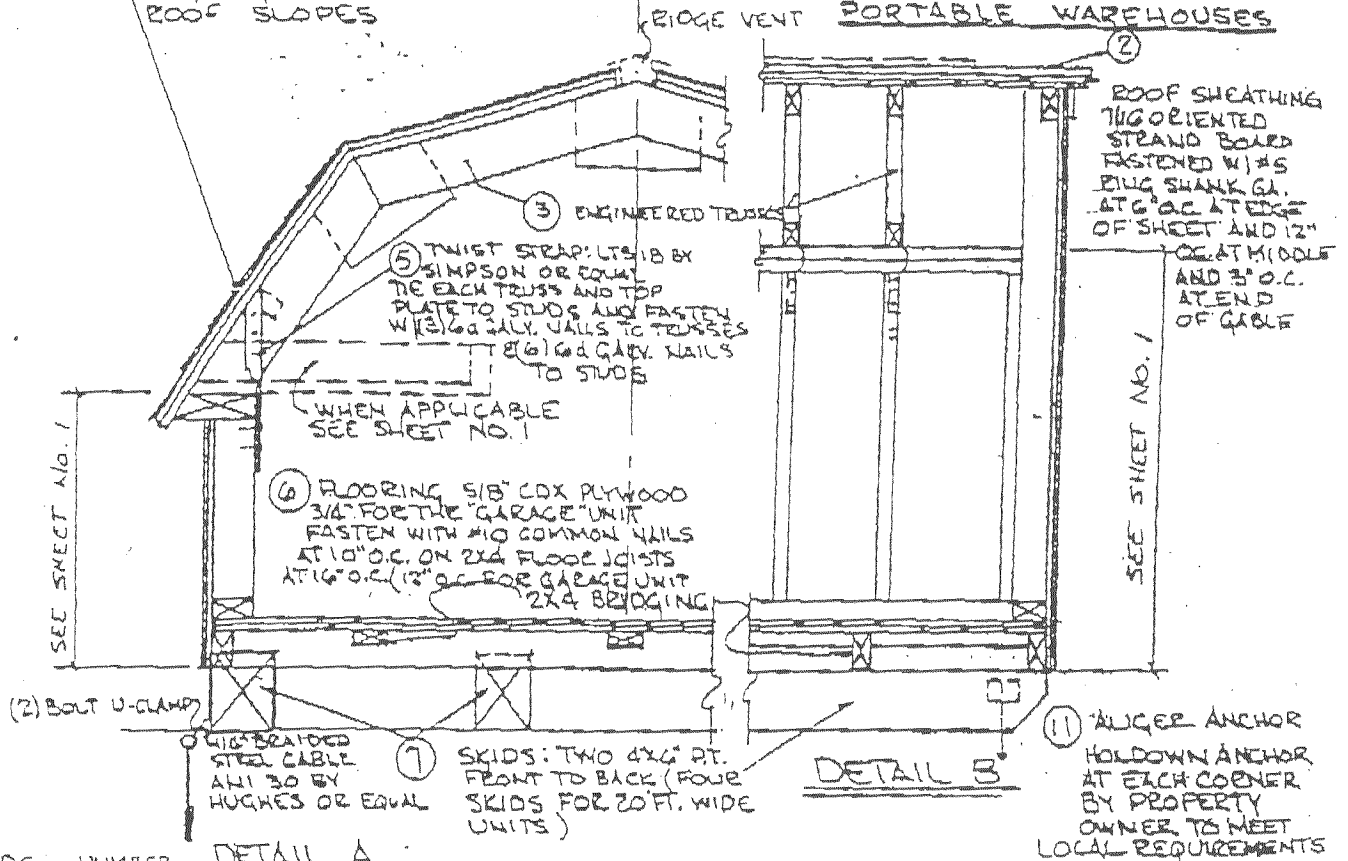 ROOF SLOPES
RIDGE VENT
PORTABLE WAREHOUSES
2
ROOF SHEATHING
7/16 ORIENTED
STRAND BOARD
FASTENED W/ #5
RING SHANK GA.
AT 6" O.C. AT EDGE
OF SHEET AND 12"
OC. AT MIDDLE
AND 3" O.C.
AT END
OF GABLE
3 ENGINEERED TRUSSES
5 TWIST STRAP: LTS 18 BY
SIMPSON OR EQUAL
TIE EACH TRUSS AND TOP
PLATE TO STUDS AND FASTEN
W/ 6d GALV. NAILS TO TRUSSES
& (6) 6d GALV. NAILS
TO STUDS
WHEN APPLICABLE
SEE SHEET NO. 1
SEE SHEET NO. 1
6 FLOORING 5/8" CDX PLYWOOD
3/4" FOR THE "GARAGE" UNIT
FASTEN WITH #10 COMMON NAILS
AT 10" O.C. ON 2X4 FLOOR JOISTS
AT 16" O.C. (12" O.C. FOR GARAGE UNIT
2X4 BRIDGING
SEE SHEET NO. 1
(2) BOLT U-CLAMP
BRAIDED
STEEL CABLE
30 BY
HUGHES OR EQUAL
7 SKIDS: TWO 4X6" P.T.
FRONT TO BACK (FOUR
SKIDS FOR 20 FT. WIDE
UNITS)
DETAIL B
11 AUGER ANCHOR
HOLDOWN ANCHOR
AT EACH CORNER
BY PROPERTY
OWNER TO MEET
LOCAL REQUIREMENTS
NUMBER
DETAIL A